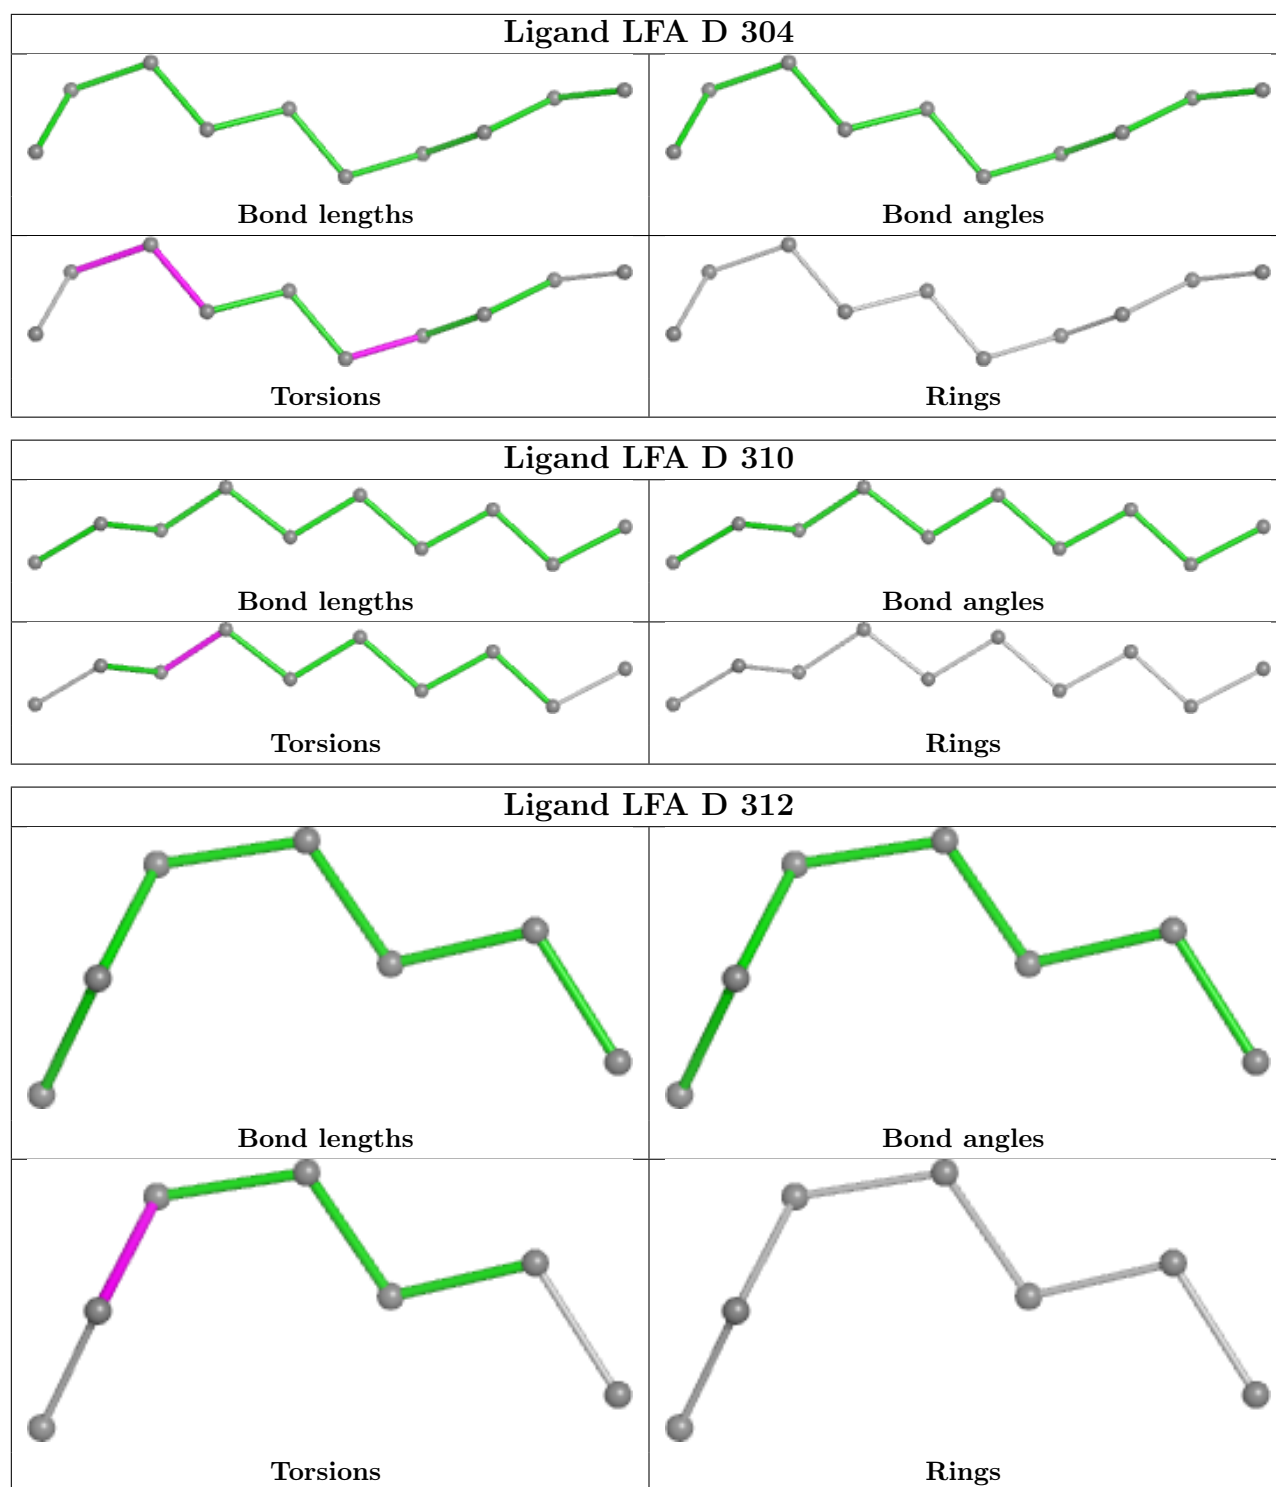 Ligand LFA D 304
Bond lengths
Bond angles
Torsions
Rings
Ligand LFA D 310
Bond lengths
Bond angles
Torsions
Rings
Ligand LFA D 312
Bond lengths
Bond angles
Torsions
Rings